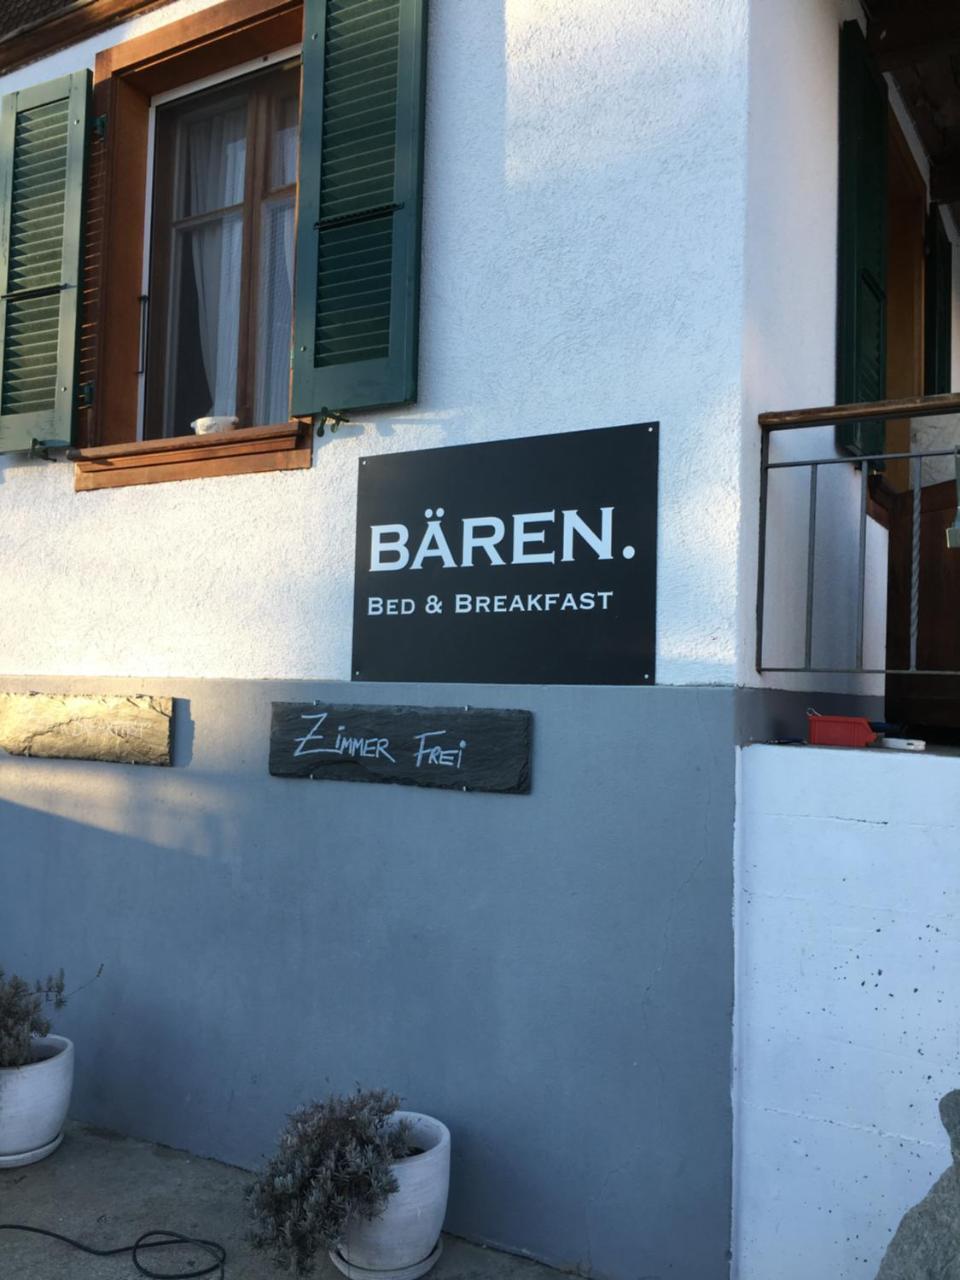 BÄREN.
BED & BREAKFAST
ZIMMER FREI